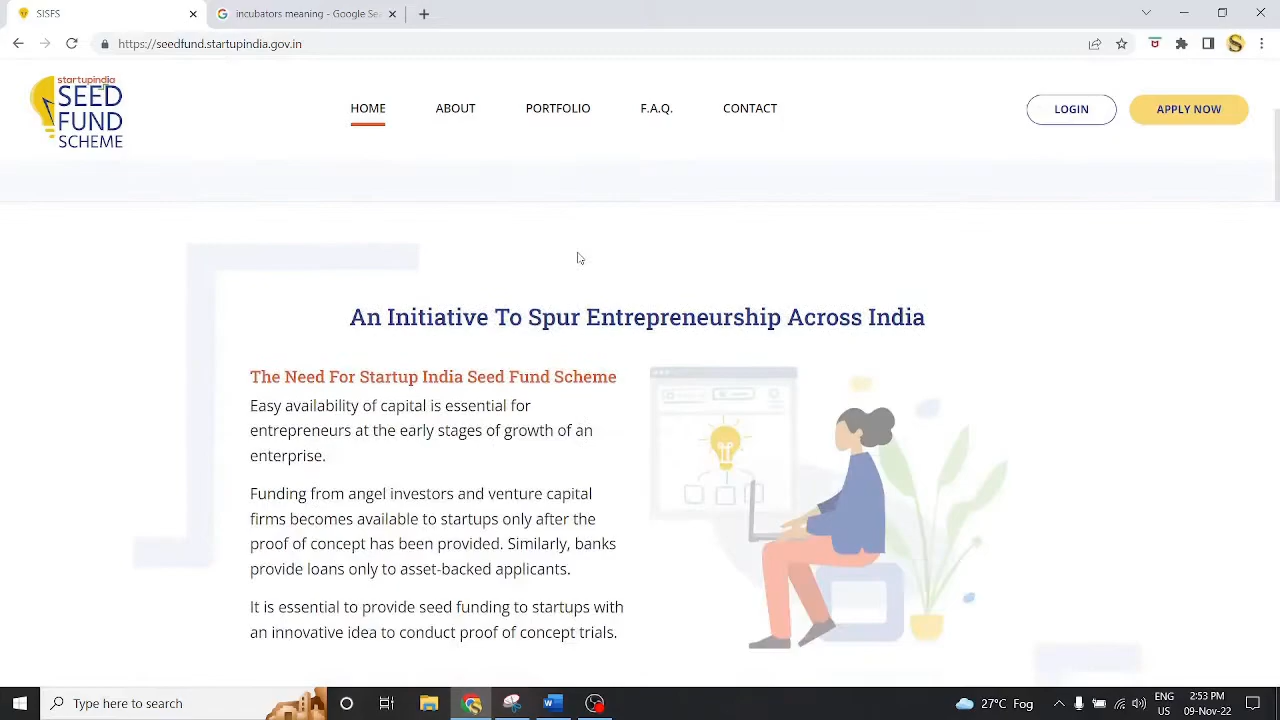 SISFS
incubators meaning - Google Se
https://seedfund.startupindia.gov.in
startupindia
SEED
FUND
SCHEME
HOME
ABOUT
PORTFOLIO
F.A.Q.
CONTACT
LOGIN
APPLY NOW
An Initiative To Spur Entrepreneurship Across India
The Need For Startup India Seed Fund Scheme
Easy availability of capital is essential for
entrepreneurs at the early stages of growth of an
enterprise.
Funding from angel investors and venture capital
firms becomes available to startups only after the
proof of concept has been provided. Similarly, banks
provide loans only to asset-backed applicants.
It is essential to provide seed funding to startups with
an innovative idea to conduct proof of concept trials.
Type here to search
27°C Fog
ENG
US
2:53 PM
09-Nov-22